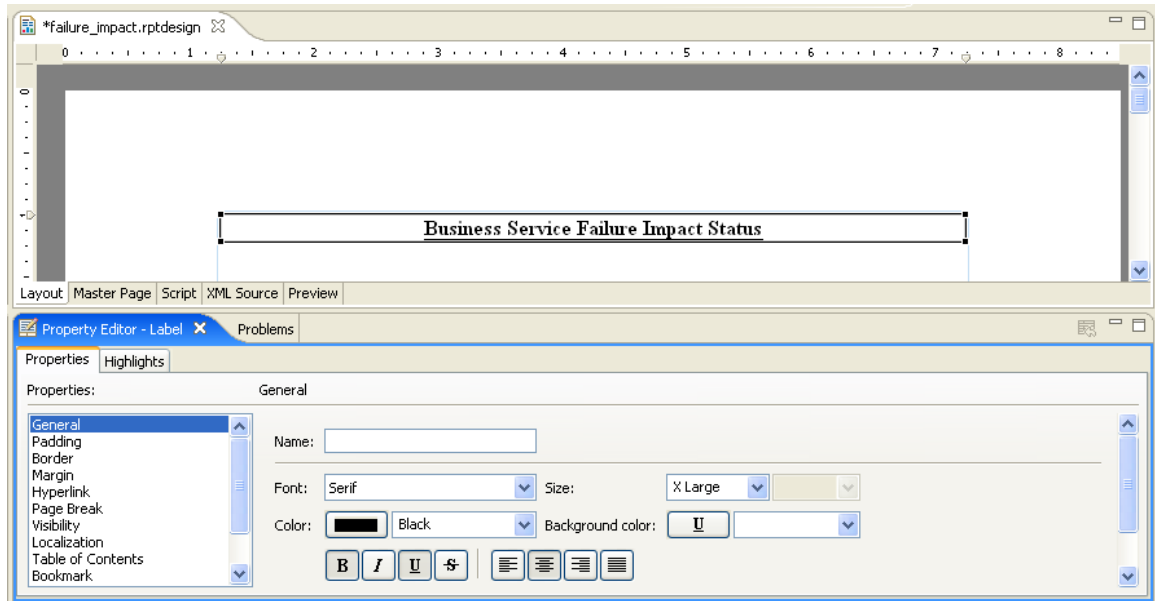 *failure_impact.rptdesign
0 1 2 3 4 5 6 7 8
0
Business Service Failure Impact Status
Layout Master Page Script XML Source Preview
Property Editor - Label Problems
Properties Highlights
Properties: General
General
Padding
Border
Margin
Hyperlink
Page Break
Visibility
Localization
Table of Contents
Bookmark
Name:
Font: Serif Size: X Large
Color: Black Background color: U
B I U S